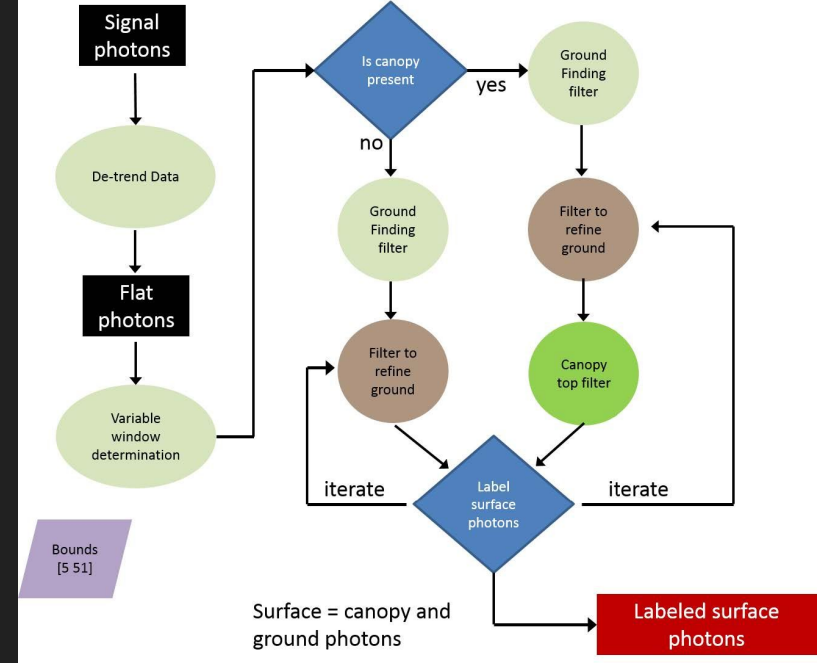 Signal
photons
De-trend Data
Flat
photons
Variable
window
determination
Bounds
[5 51]
Is canopy
present
yes
no
Ground
Finding
filter
Filter to
refine
ground
Ground
Finding
filter
Filter to
refine
ground
Canopy
top filter
Label
surface
photons
iterate
iterate
Surface = canopy and
ground photons
Labeled surface
photons